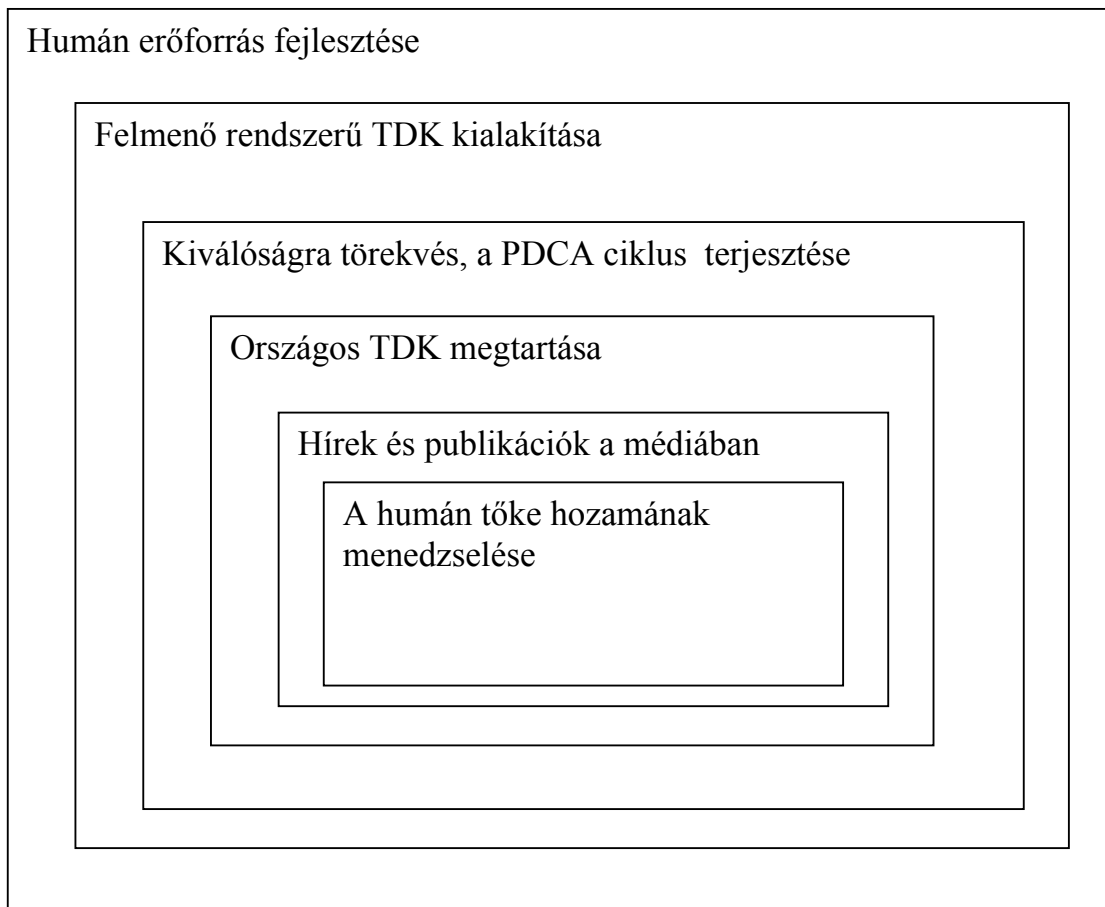 Humán erőforrás fejlesztése
Felmenő rendszerű TDK kialakítása
Kiválóságra törekvés, a PDCA ciklus  terjesztése
Országos TDK megtartása
Hírek és publikációk a médiában
A humán tőke hozamának
menedzselése